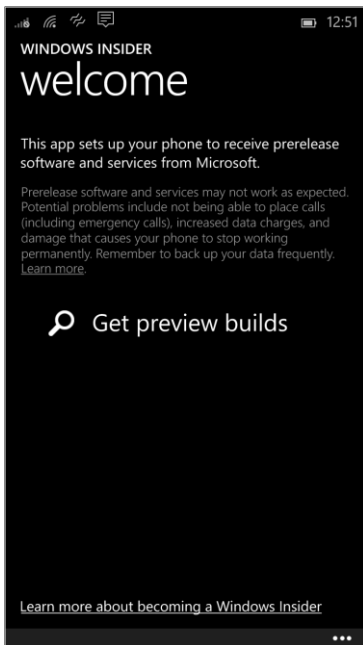 12:51
WINDOWS INSIDER
welcome
This app sets up your phone to receive prerelease
software and services from Microsoft.
Prerelease software and services may not work as expected.
Potential problems include not being able to place calls
(including emergency calls), increased data charges, and
damage that causes your phone to stop working
permanently. Remember to back up your data frequently.
Learn more.
Get preview builds
Learn more about becoming a Windows Insider